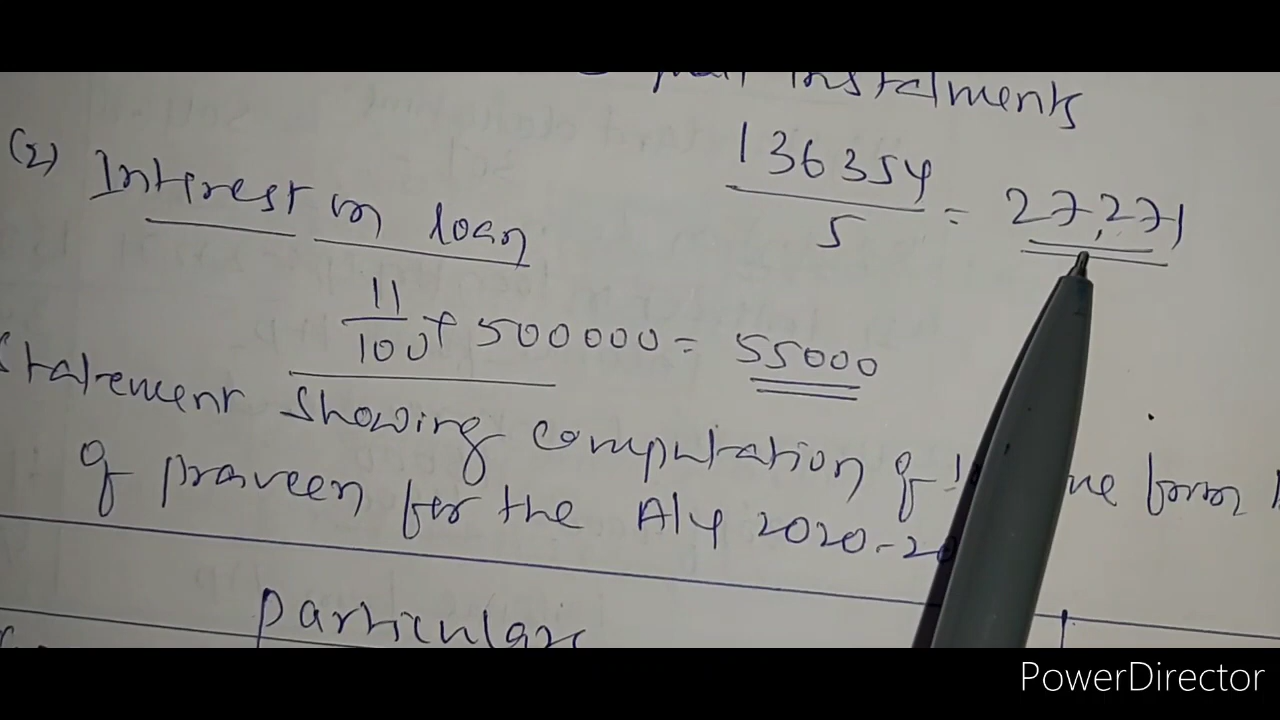 Instalments
136354 / 5 = 27,271
(2) Interest on loan
11/100 × 500000 = 55000
Statement Showing computation of
of praveen for the A/y 2020-20
particulars
PowerDirector